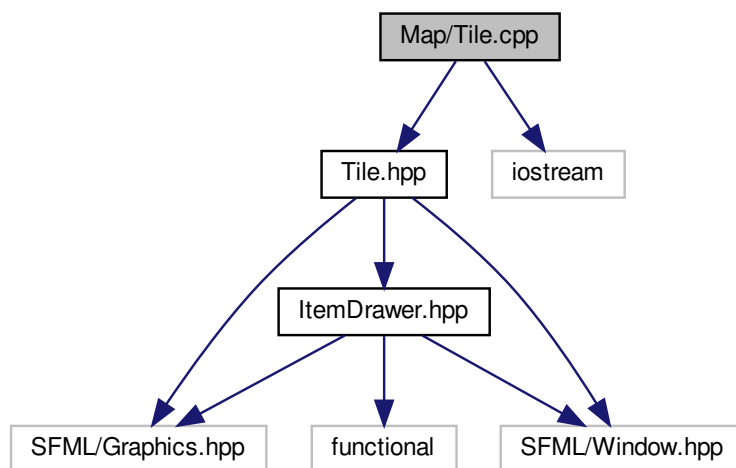 Map/Tile.cpp
Tile.hpp
iostream
ItemDrawer.hpp
SFML/Graphics.hpp
functional
SFML/Window.hpp